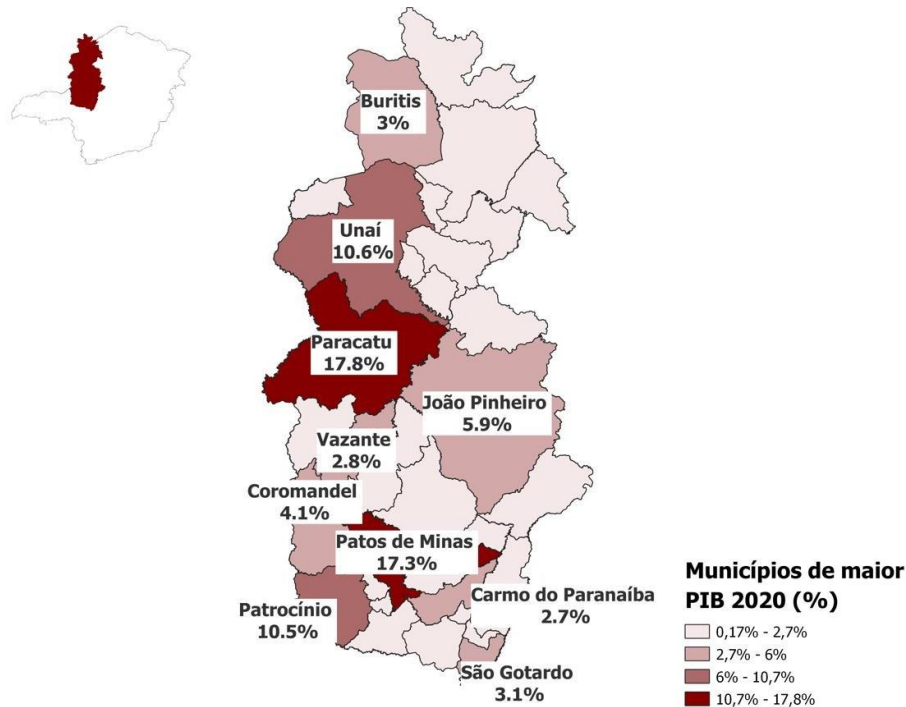 Buritis
3%
Unaí
10.6%
Paracatu
17.8%
João Pinheiro
5.9%
Vazante
2.8%
Coromandel
4.1%
Patos de Minas
17.3%
Carmo do Paranaíba
2.7%
Patrocínio
10.5%
São Gotardo
3.1%
Municípios de maior
PIB 2020 (%)
0,17% - 2,7%
2,7% - 6%
6% - 10,7%
10,7% - 17,8%